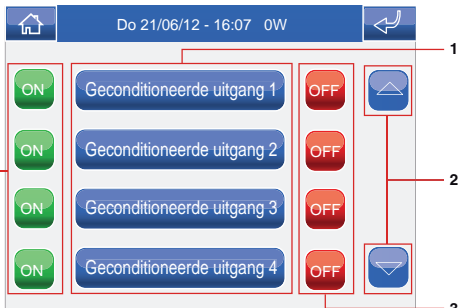 Do 21/06/12 - 16:07 0W
1
ON Geconditioneerde uitgang 1 OFF
ON Geconditioneerde uitgang 2 OFF
2
ON Geconditioneerde uitgang 3 OFF
ON Geconditioneerde uitgang 4 OFF
3